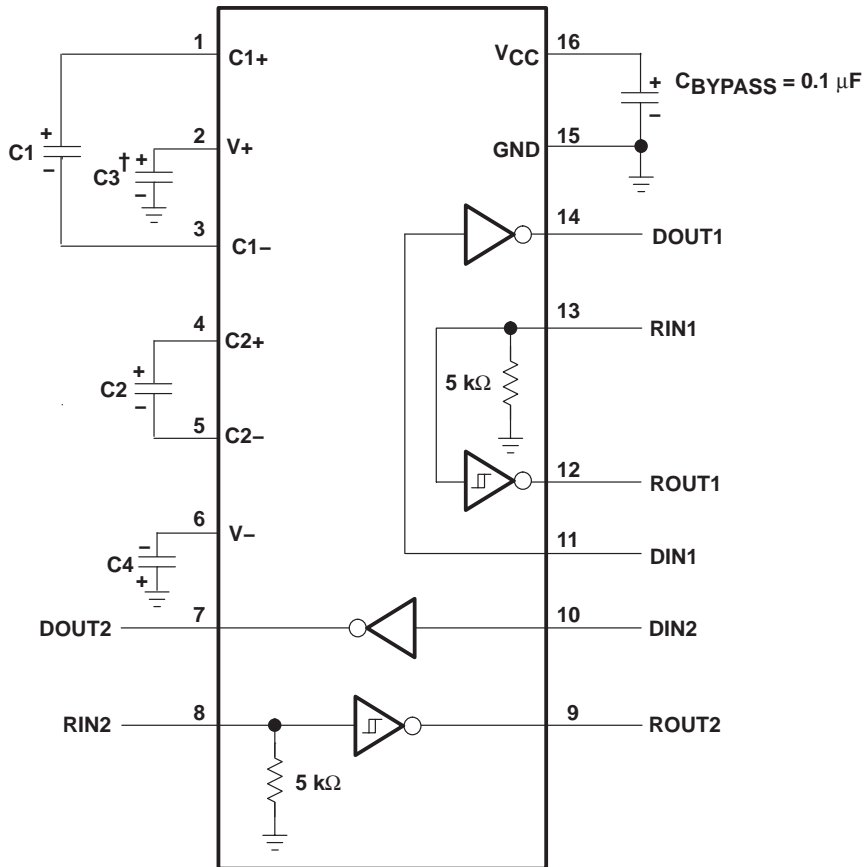 1
C1+
VCC
16
+
CBYPASS = 0.1 μF
−
+
C1
−
2
V+
C3†
+
−
15
GND
3
C1−
14
DOUT1
13
RIN1
4
C2+
+
C2
−
5 kΩ
5
C2−
12
ROUT1
6
V−
−
C4
+
11
DIN1
DOUT2
7
10
DIN2
RIN2
8
9
ROUT2
5 kΩ